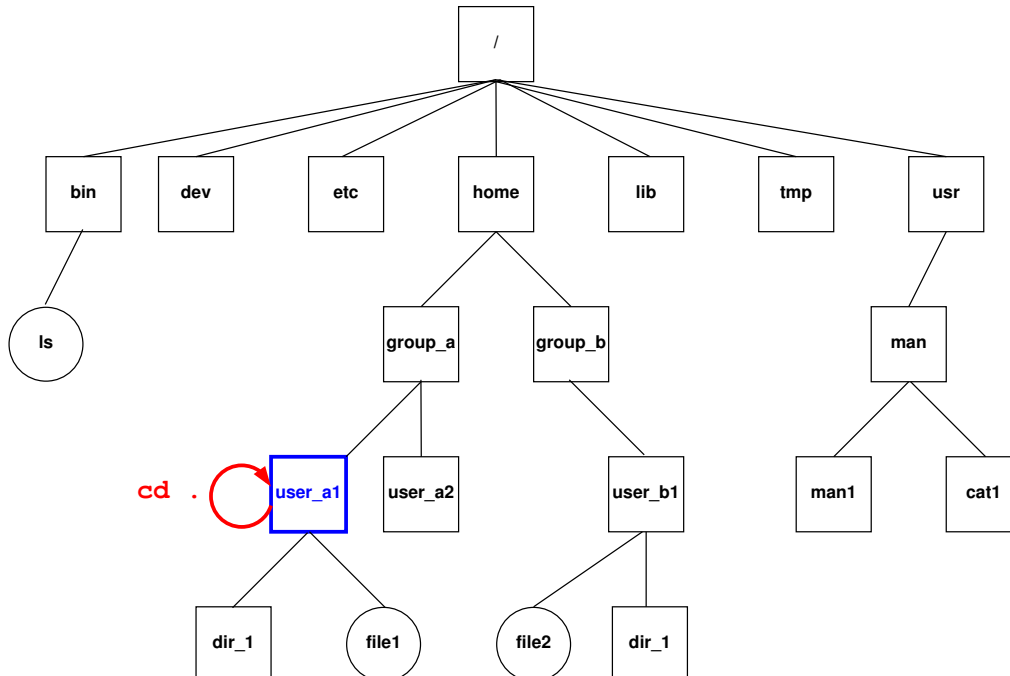 /
bin dev etc home lib tmp usr
ls group_a group_b man
cd . user_a1 user_a2 user_b1 man1 cat1
dir_1 file1 file2 dir_1